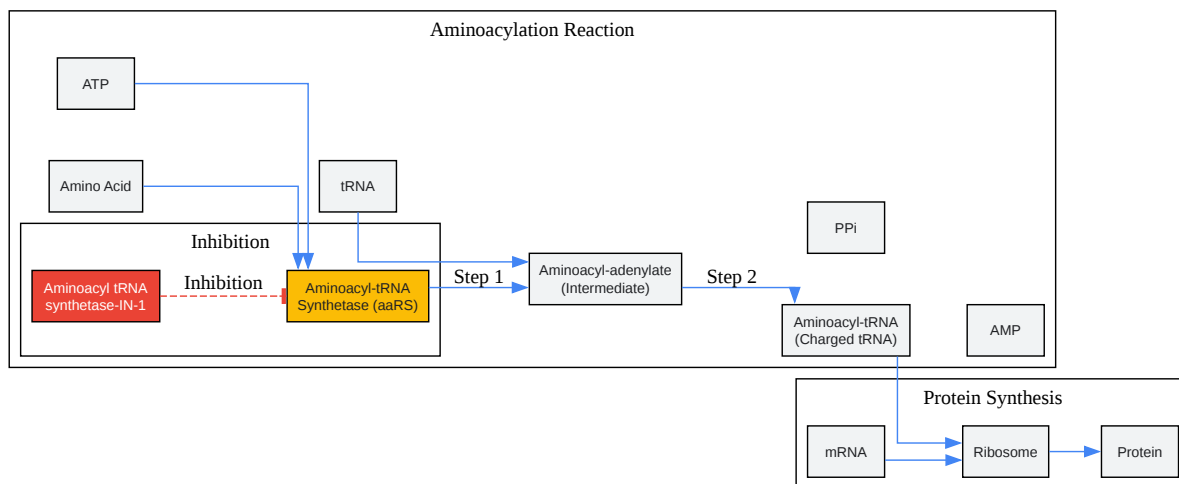 Aminoacylation Reaction
ATP
Amino Acid
tRNA
PPi
Inhibition
Aminoacyl tRNA
synthetase-IN-1
Inhibition
Aminoacyl-tRNA
Synthetase (aaRS)
Step 1
Aminoacyl-adenylate
(Intermediate)
Step 2
Aminoacyl-tRNA
(Charged tRNA)
AMP
Protein Synthesis
mRNA
Ribosome
Protein